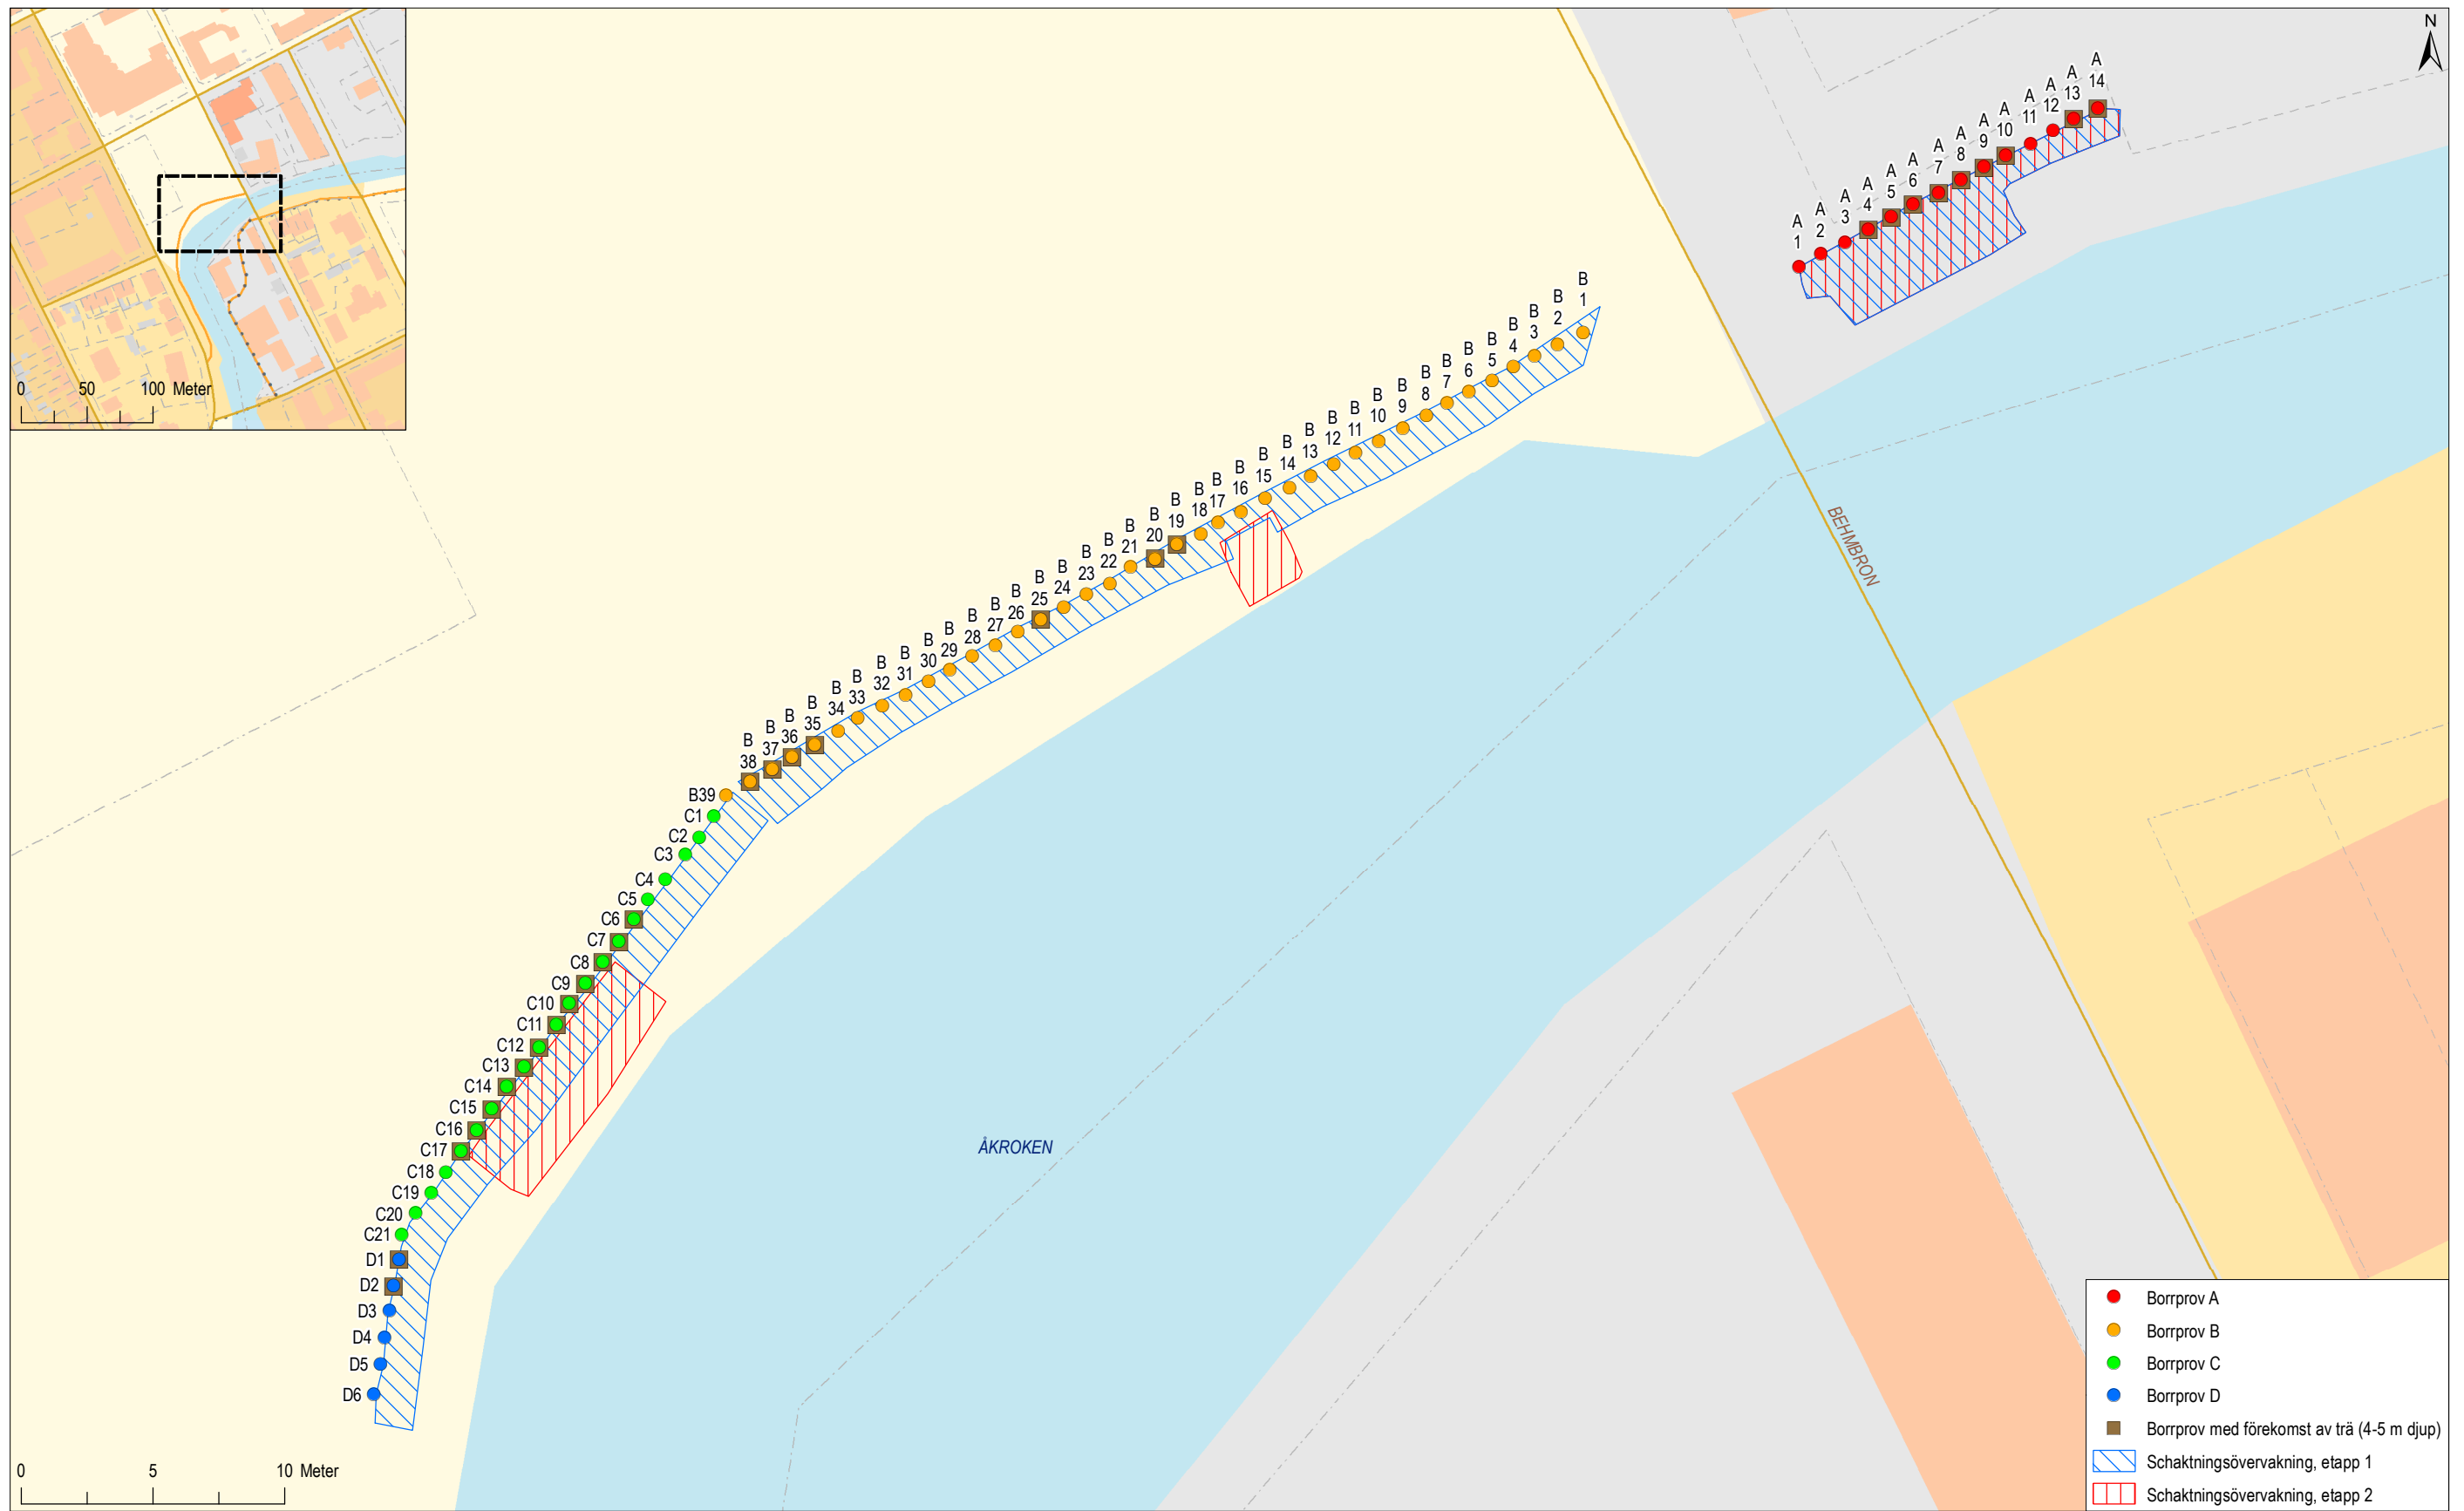 N
0 50 100 Meter
A 1
A 2
A 3
A 4
A 5
A 6
A 7
A 8
A 9
A 10
A 11
A 12
A 13
A 14
B 1
B 2
B 3
B 4
B 5
B 6
B 7
B 8
B 9
B 10
B 11
B 12
B 13
B 14
B 15
B 16
B 17
B 18
B 19
B 20
B 21
B 22
B 23
B 24
B 25
B 26
B 27
B 28
B 29
B 30
B 31
B 32
B 33
B 34
B 35
B 36
B 37
B 38
B39
C1
C2
C3
C4
C5
C6
C7
C8
C9
C10
C11
C12
C13
C14
C15
C16
C17
C18
C19
C20
C21
D1
D2
D3
D4
D5
D6
BEHMBRON
ÅKROKEN
0 5 10 Meter
Borrprov A
Borrprov B
Borrprov C
Borrprov D
Borrprov med förekomst av trä (4-5 m djup)
Schaktningsövervakning, etapp 1
Schaktningsövervakning, etapp 2